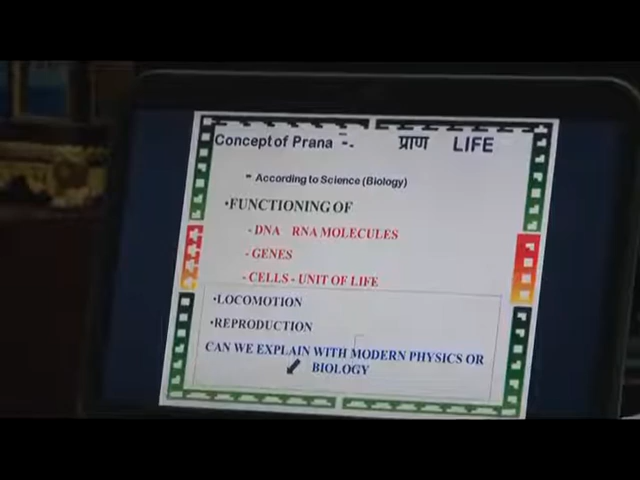 Concept of Prana -. प्राण LIFE
- According to Science (Biology)
•FUNCTIONING OF
- DNA RNA MOLECULES
- GENES
- CELLS - UNIT OF LIFE
•LOCOMOTION
•REPRODUCTION
CAN WE EXPLAIN WITH MODERN PHYSICS OR
BIOLOGY